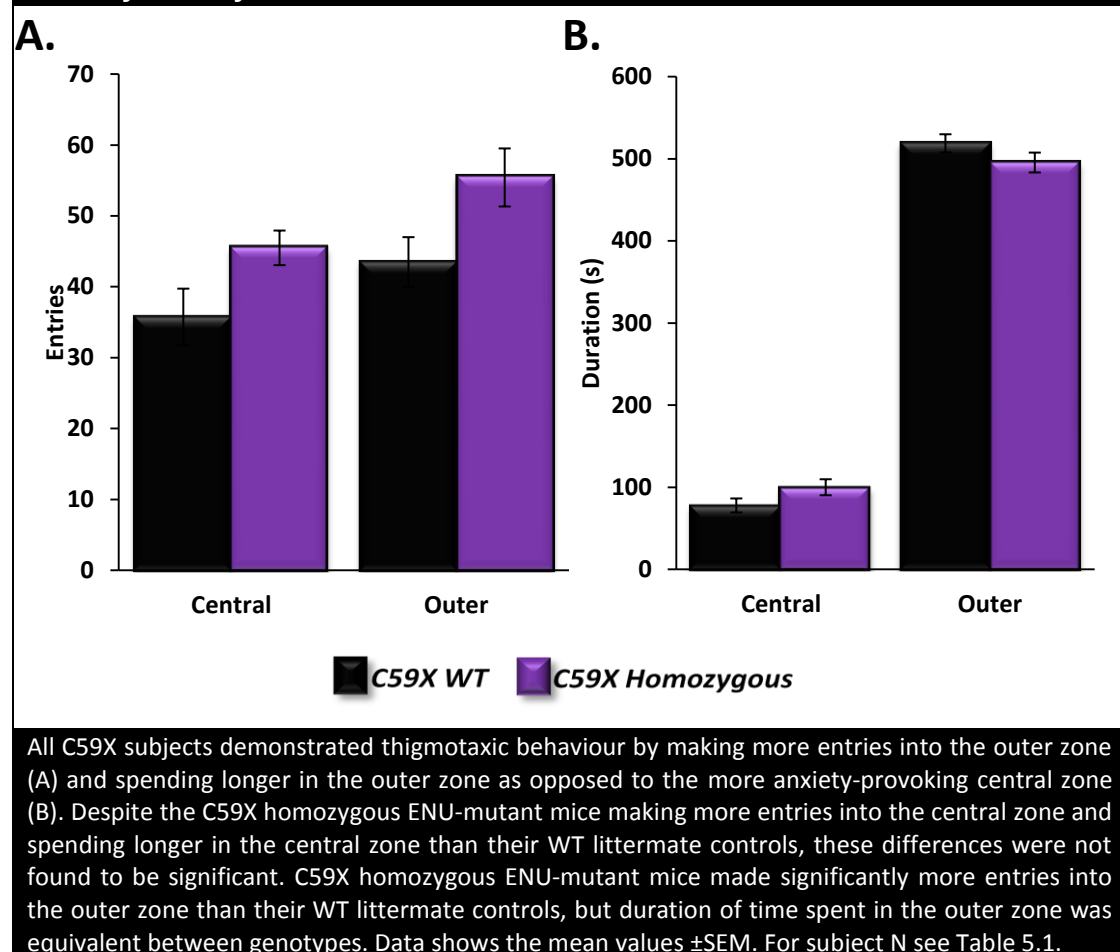 A.
B.
70
60
50
40
30
20
10
0
Entries
Central
Outer
600
500
400
300
200
100
0
Duration (s)
Central
Outer
C59X WT
C59X Homozygous
All C59X subjects demonstrated thigmotaxic behaviour by making more entries into the outer zone
(A) and spending longer in the outer zone as opposed to the more anxiety-provoking central zone
(B). Despite the C59X homozygous ENU-mutant mice making more entries into the central zone and
spending longer in the central zone than their WT littermate controls, these differences were not
found to be significant. C59X homozygous ENU-mutant mice made significantly more entries into
the outer zone than their WT littermate controls, but duration of time spent in the outer zone was
equivalent between genotypes. Data shows the mean values ±SEM. For subject N see Table 5.1.